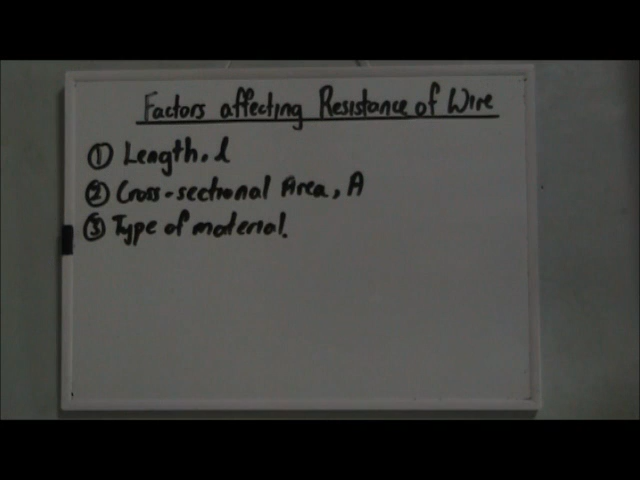 Factors affecting Resistance of Wire
① Length, l
② Cross-sectional Area, A
③ Type of material.